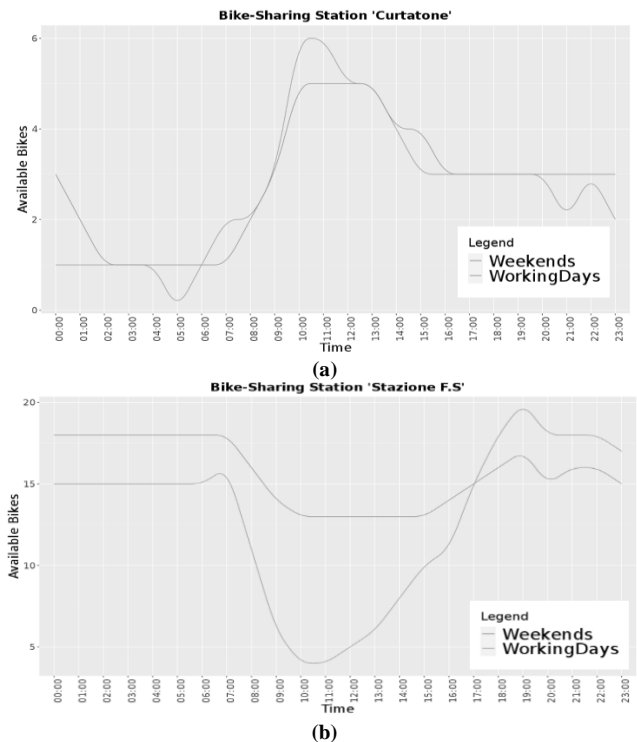 Bike-Sharing Station 'Curtatone'
Available Bikes
6
4
2
0
Legend
Weekends
WorkingDays
00:00 01:00 02:00 03:00 04:00 05:00 06:00 07:00 08:00 09:00 10:00 11:00 12:00 13:00 14:00 15:00 16:00 17:00 18:00 19:00 20:00 21:00 22:00 23:00
Time
(a)
Bike-Sharing Station 'Stazione F.S'
Available Bikes
20
15
10
5
Legend
Weekends
WorkingDays
00:00 01:00 02:00 03:00 04:00 05:00 06:00 07:00 08:00 09:00 10:00 11:00 12:00 13:00 14:00 15:00 16:00 17:00 18:00 19:00 20:00 21:00 22:00 23:00
Time
(b)